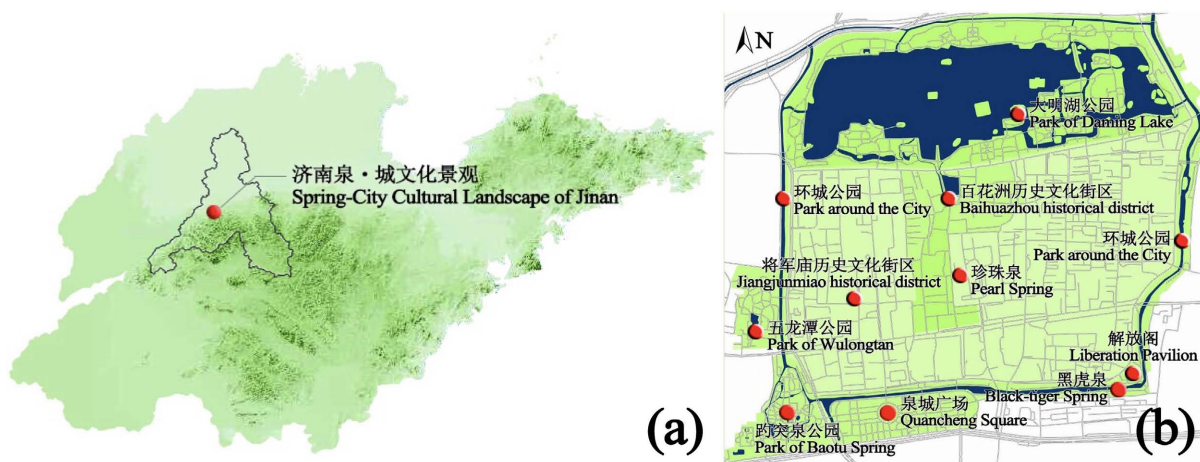 济南泉·城文化景观
Spring-City Cultural Landscape of Jinan
(a)
N
大明湖公园
Park of Daming Lake
环城公园
Park around the City
百花洲历史文化街区
Baihuazhou historical district
环城公园
Park around the City
将军庙历史文化街区
Jiangjunmiao historical district
珍珠泉
Pearl Spring
五龙潭公园
Park of Wulongtan
解放阁
Liberation Pavilion
黑虎泉
Black-tiger Spring
泉城广场
Quancheng Square
趵突泉公园
Park of Baotu Spring
(b)